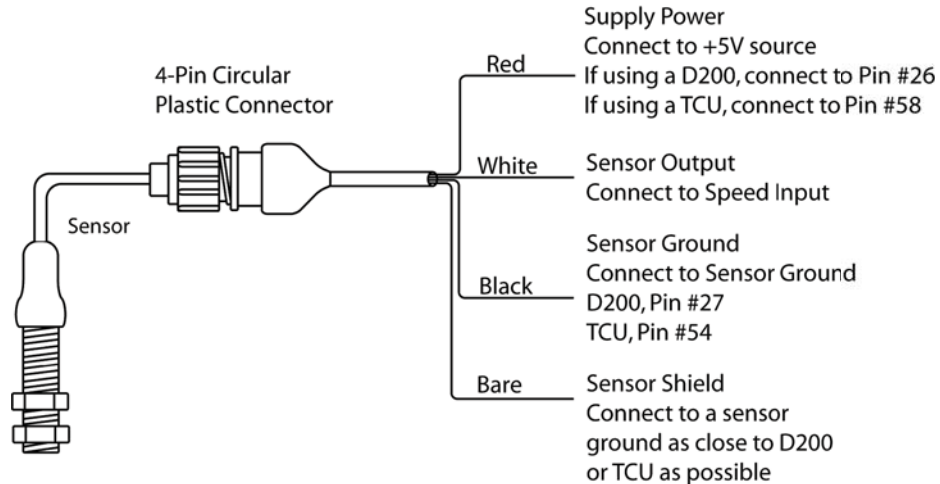 4-Pin Circular
Plastic Connector
Sensor
Red
Supply Power
Connect to +5V source
If using a D200, connect to Pin #26
If using a TCU, connect to Pin #58
White
Sensor Output
Connect to Speed Input
Black
Sensor Ground
Connect to Sensor Ground
D200, Pin #27
TCU, Pin #54
Bare
Sensor Shield
Connect to a sensor
ground as close to D200
or TCU as possible